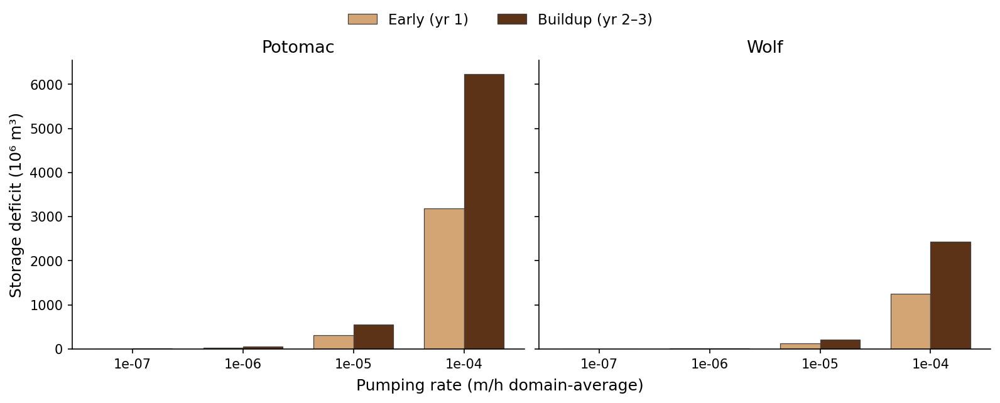 Early (yr 1) Buildup (yr 2–3)
Potomac Wolf
Storage deficit (10⁶ m³)
6000
5000
4000
3000
2000
1000
0
1e-07 1e-06 1e-05 1e-04 1e-07 1e-06 1e-05 1e-04
Pumping rate (m/h domain-average)